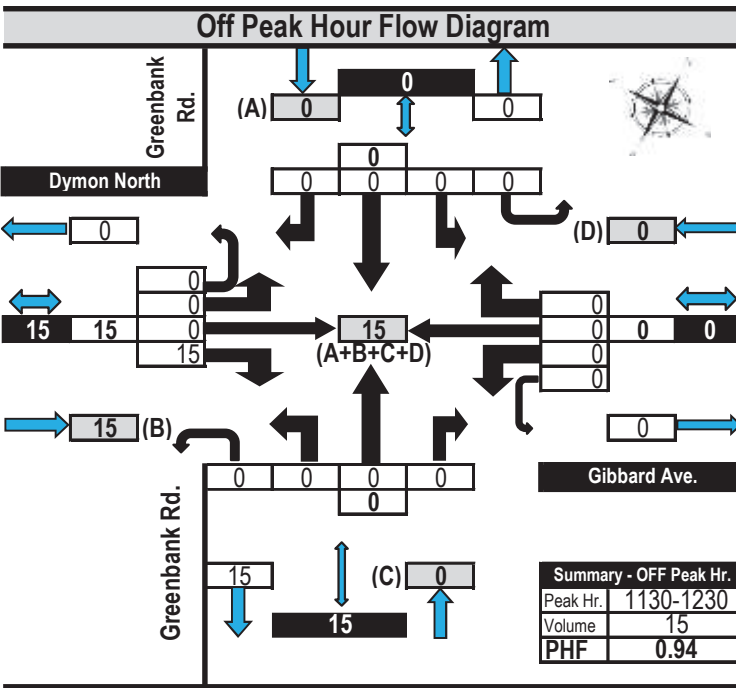 Off Peak Hour Flow Diagram
Greenbank
Rd.
0
(A) 0 0
0
Dymon North
0 0 0 0
0
(D) 0
0
0
15 15 0
15
15
(A+B+C+D)
0
0 0 0
0
0
15 (B)
0
0 0 0 0
0
Gibbard Ave.
Greenbank Rd.
15
(C) 0
15
Summary - OFF Peak Hr.
Peak Hr. 1130-1230
Volume 15
PHF 0.94